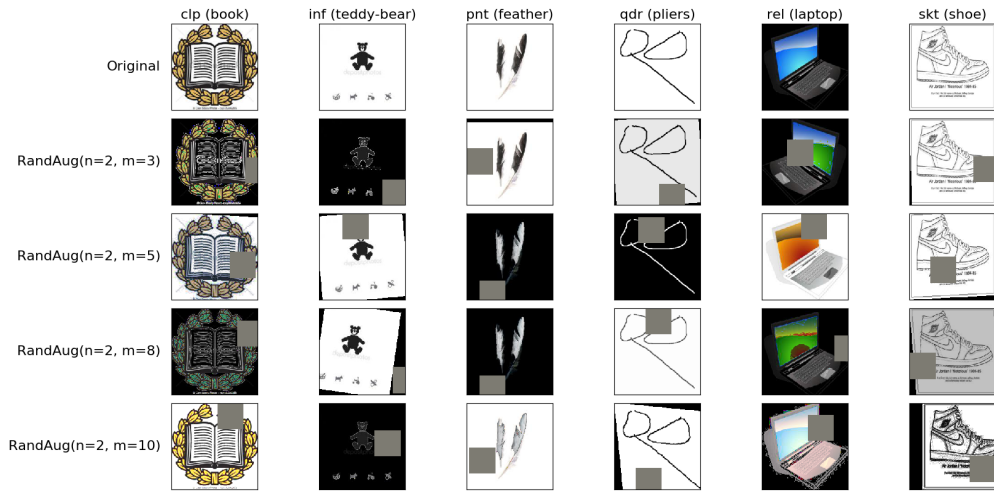 clp (book) inf (teddy-bear) pnt (feather) qdr (pliers) rel (laptop) skt (shoe)
Original
RandAug(n=2, m=3)
RandAug(n=2, m=5)
RandAug(n=2, m=8)
RandAug(n=2, m=10)